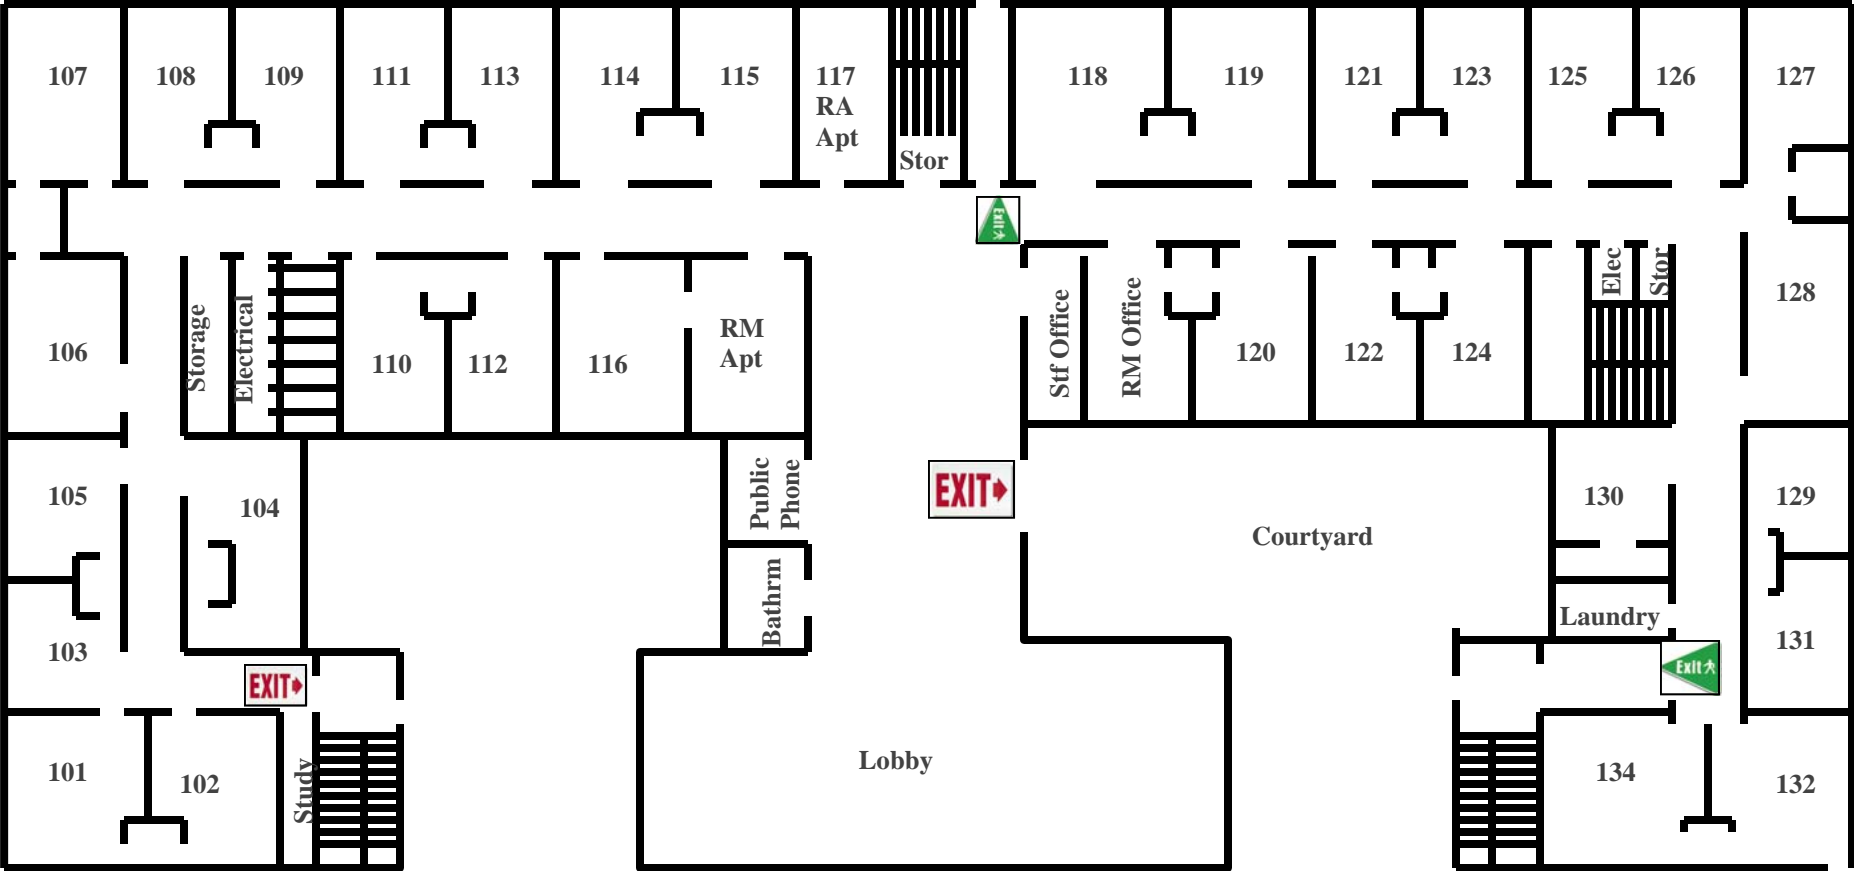 107
108
109
111
113
114
115
117
RA
Apt
Stor
118
119
121
123
125
126
127
Exit
106
Storage
Electrical
110
112
116
RM
Apt
Stf Office
RM Office
120
122
124
Elec
Stor
128
105
104
Public
Phone
EXIT
Courtyard
130
129
103
Bathrm
Laundry
131
EXIT
Exit
101
102
Study
Lobby
134
132